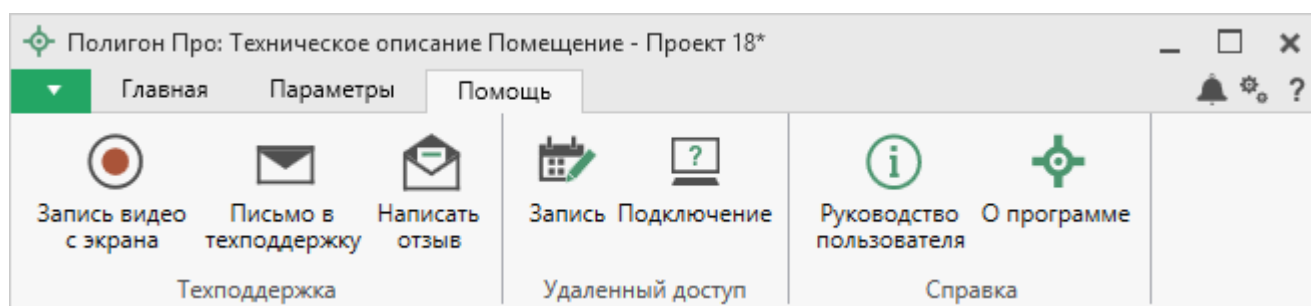 Полигон Про: Техническое описание Помещение - Проект 18*
Главная Параметры Помощь
?
?
i
Запись видео с экрана
Письмо в техподдержку
Написать отзыв
Запись
Подключение
Руководство пользователя
О программе
Техподдержка
Удаленный доступ
Справка